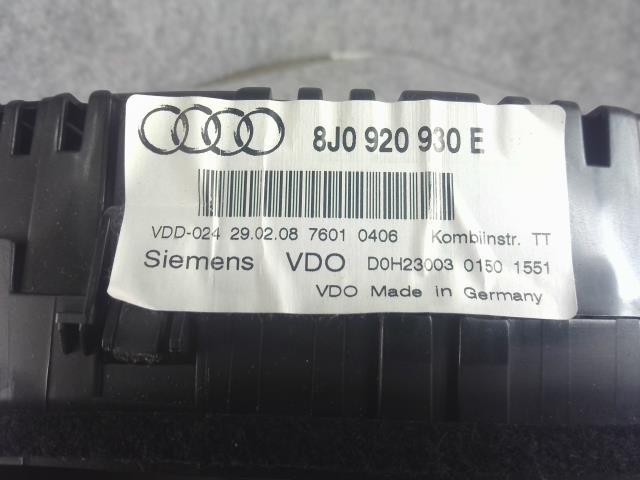 8J0 920 930 E
VDD-024 29.02.08 7601 0406 Kombiinstr. TT
Siemens VDO D0H23003 0150 1551
VDO Made in Germany